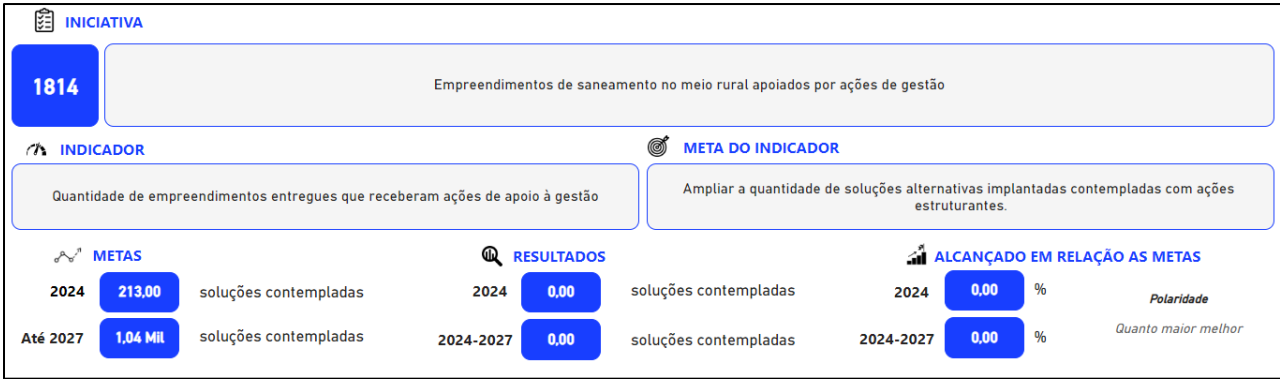 INICIATIVA
1814
Empreendimentos de saneamento no meio rural apoiados por ações de gestão
INDICADOR
META DO INDICADOR
Quantidade de empreendimentos entregues que receberam ações de apoio à gestão
Ampliar a quantidade de soluções alternativas implantadas contempladas com ações
estruturantes.
METAS
RESULTADOS
ALCANÇADO EM RELAÇÃO AS METAS
2024 213,00 soluções contempladas
2024 0,00 soluções contempladas
2024 0,00 %
Polaridade
Até 2027 1,04 Mil soluções contempladas
2024-2027 0,00 soluções contempladas
2024-2027 0,00 %
Quanto maior melhor